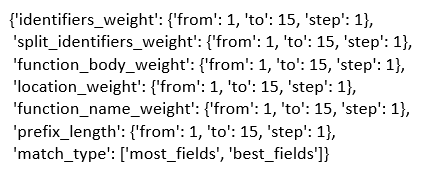 {'identifiers_weight': {'from': 1, 'to': 15, 'step': 1},
'split_identifiers_weight': {'from': 1, 'to': 15, 'step': 1},
'function_body_weight': {'from': 1, 'to': 15, 'step': 1},
'location_weight': {'from': 1, 'to': 15, 'step': 1},
'function_name_weight': {'from': 1, 'to': 15, 'step': 1},
'prefix_length': {'from': 1, 'to': 15, 'step': 1},
'match_type': ['most_fields', 'best_fields']}